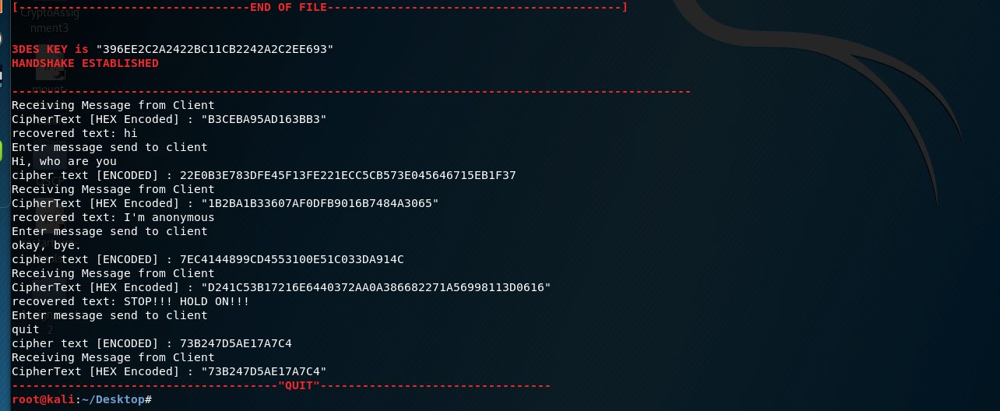 [---------------------------------END OF FILE------------------------------------------]
3DES KEY is "396EE2C2A2422BC11CB2242A2C2EE693"
HANDSHAKE ESTABLISHED
-------------------------------------------------------------------------------------------------
Receiving Message from Client
CipherText [HEX Encoded] : "B3CEBA95AD163BB3"
recovered text: hi
Enter message send to client
Hi, who are you
cipher text [ENCODED] : 22E0B3E783DFE45F13FE221ECC5CB573E045646715EB1F37
Receiving Message from Client
CipherText [HEX Encoded] : "1B2BA1B33607AF0DFB9016B7484A3065"
recovered text: I'm anonymous
Enter message send to client
okay, bye.
cipher text [ENCODED] : 7EC4144899CD4553100E51C033DA914C
Receiving Message from Client
CipherText [HEX Encoded] : "D241C53B17216E6440372AA0A386682271A56998113D0616"
recovered text: STOP!!! HOLD ON!!!
Enter message send to client
quit
cipher text [ENCODED] : 73B247D5AE17A7C4
Receiving Message from Client
CipherText [HEX Encoded] : "73B247D5AE17A7C4"
--------------------------------------"QUIT"---------------------------------
root@kali:~/Desktop#
CryptoAssig
nment3